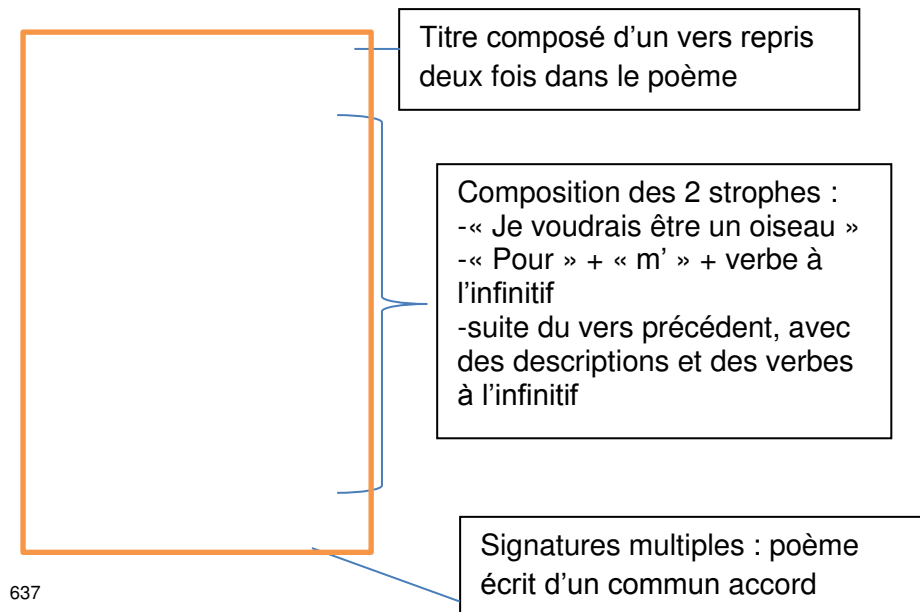 Titre composé d’un vers repris
deux fois dans le poème
Composition des 2 strophes :
-« Je voudrais être un oiseau »
-« Pour » + « m’ » + verbe à
l’infinitif
-suite du vers précédent, avec
des descriptions et des verbes
à l’infinitif
Signatures multiples : poème
écrit d’un commun accord
637